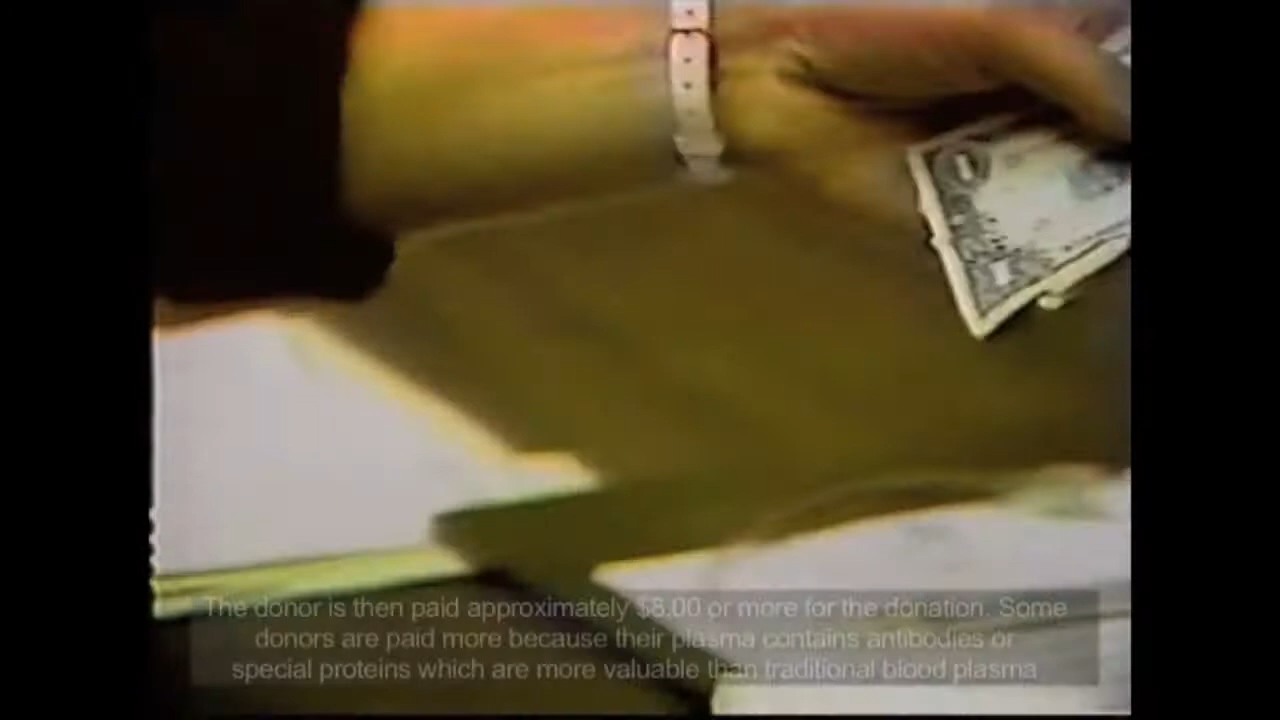 The donor is then paid approximately $8.00 or more for the donation. Some
donors are paid more because their plasma contains antibodies or
special proteins which are more valuable than traditional blood plasma